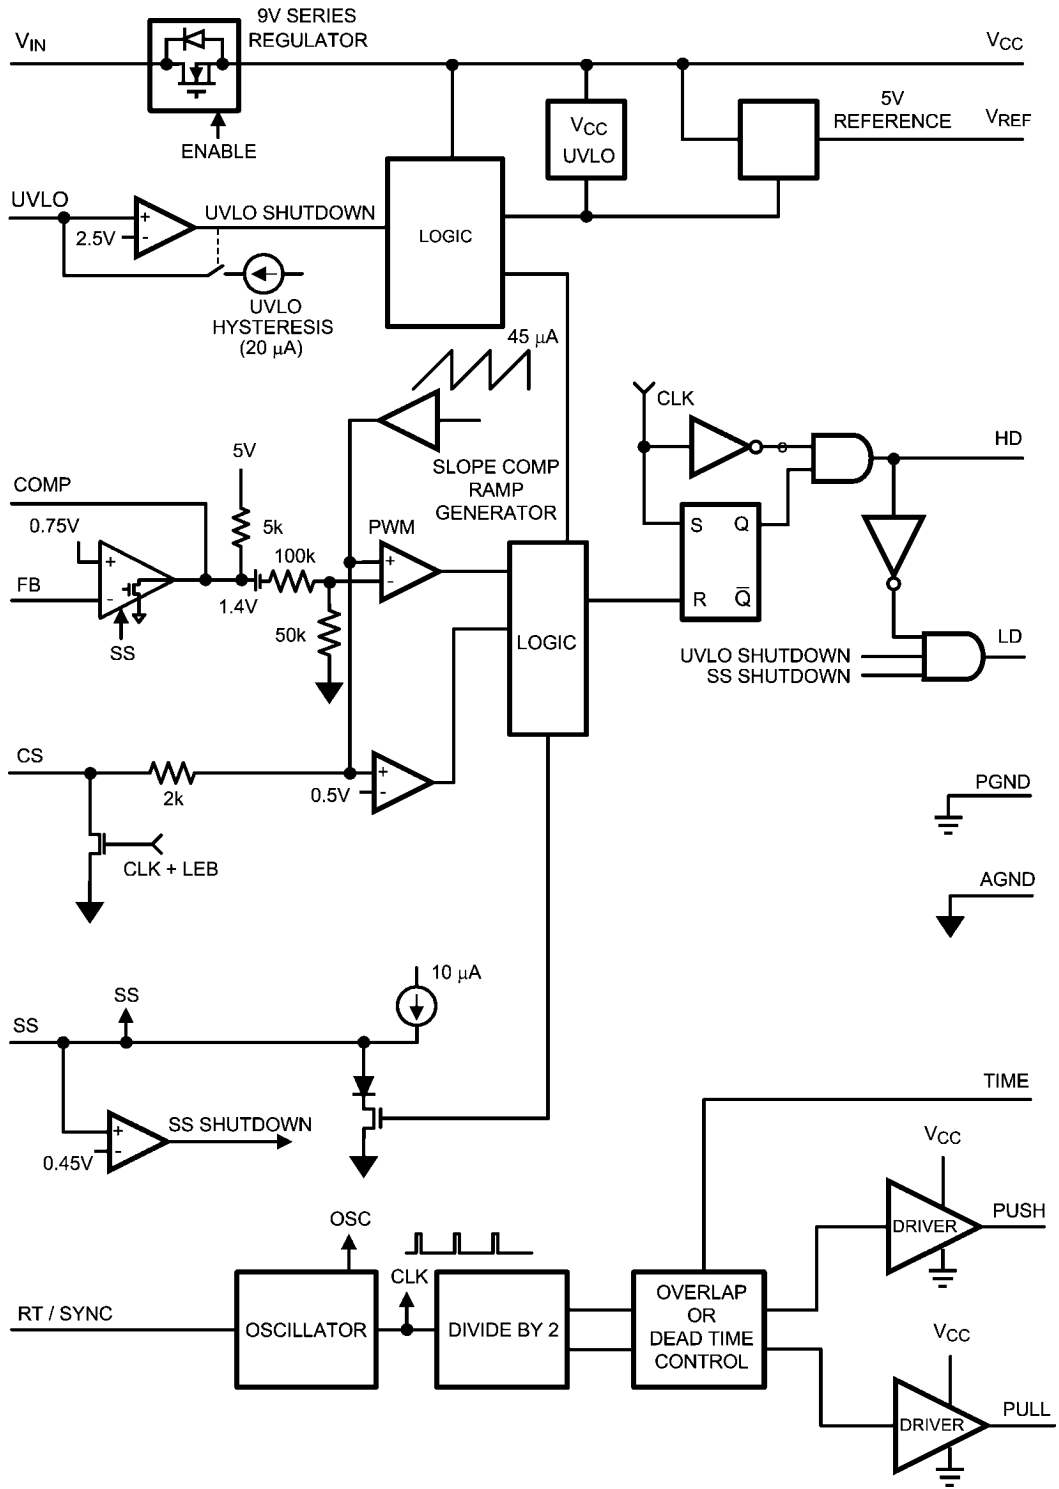 9V SERIES
REGULATOR
VIN
VCC
ENABLE
VCC
UVLO
5V
REFERENCE
VREF
UVLO
2.5V
+
-
UVLO SHUTDOWN
LOGIC
UVLO
HYSTERESIS
(20 μA)
45 μA
SLOPE COMP
RAMP
GENERATOR
CLK
HD
5V
5k
COMP
0.75V
+
-
FB
SS
1.4V
100k
50k
PWM
+
-
LOGIC
S
Q
R
Q̅
LD
UVLO SHUTDOWN
SS SHUTDOWN
CS
2k
0.5V
+
-
CLK + LEB
PGND
AGND
10 μA
SS
SS
+
-
0.45V
SS SHUTDOWN
TIME
VCC
DRIVER
PUSH
OSC
CLK
RT / SYNC
OSCILLATOR
DIVIDE BY 2
OVERLAP
OR
DEAD TIME
CONTROL
VCC
DRIVER
PULL